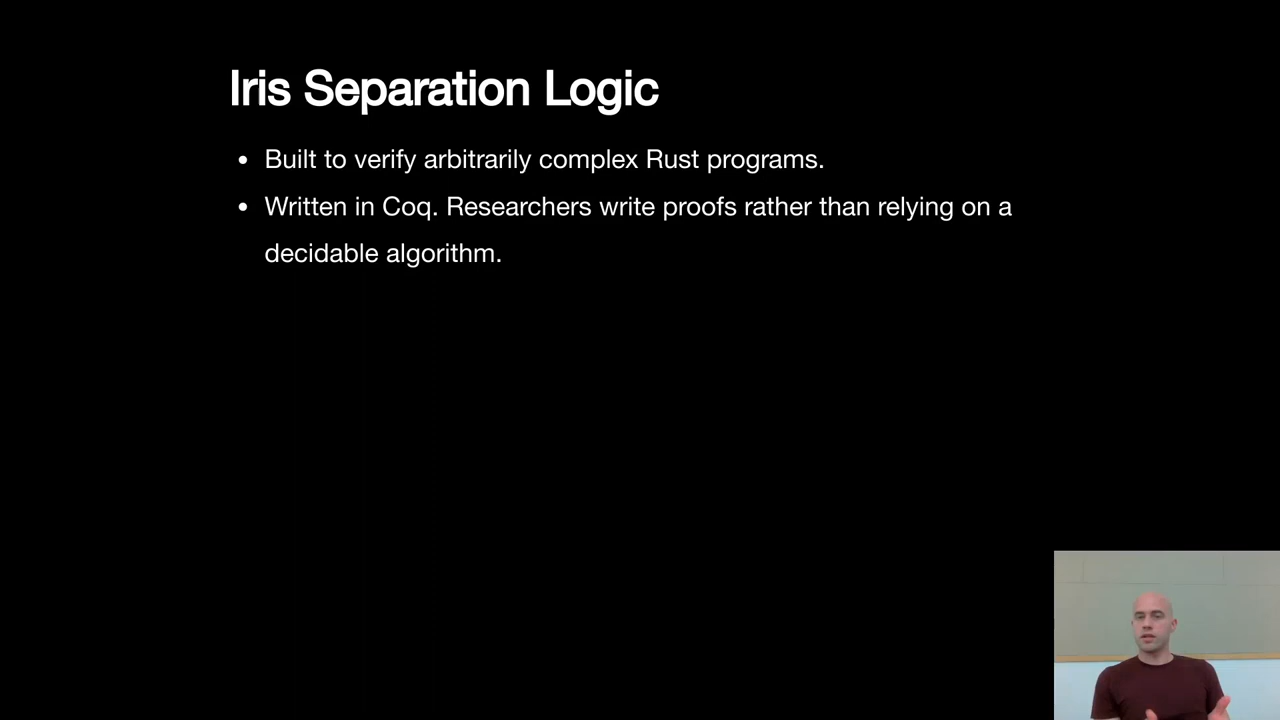 Iris Separation Logic
• Built to verify arbitrarily complex Rust programs.
• Written in Coq. Researchers write proofs rather than relying on a
decidable algorithm.